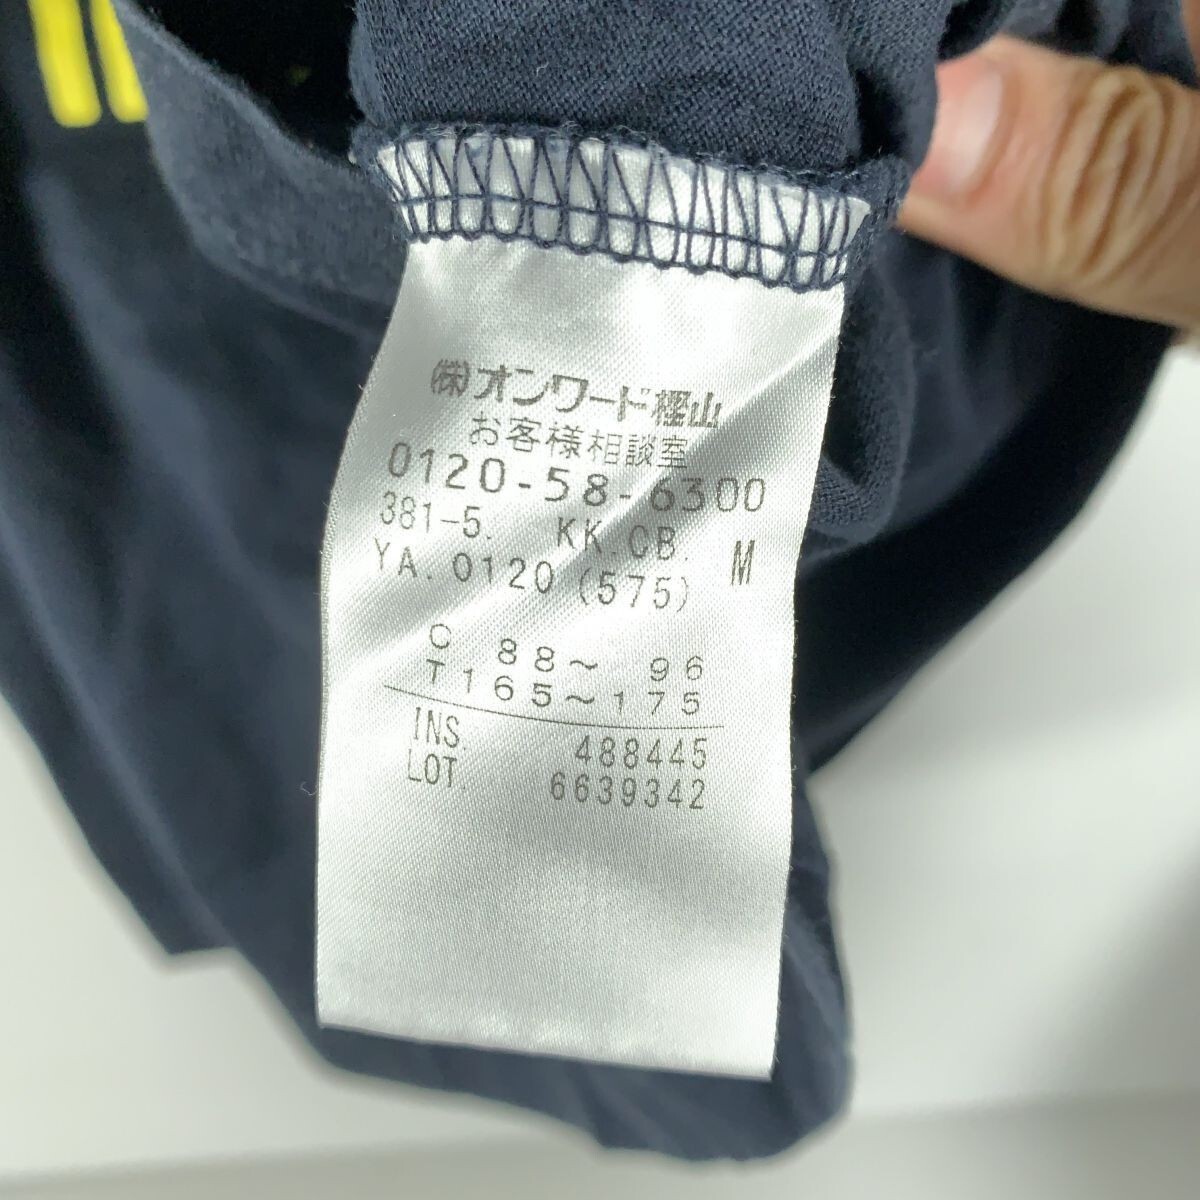 ㈱オンワード樫山
お客様相談室
0120-58-6300
381-5. KK.CB. M
YA. 0120 (575)
C 88～ 96
T 165～175
INS. 488445
LOT. 6639342